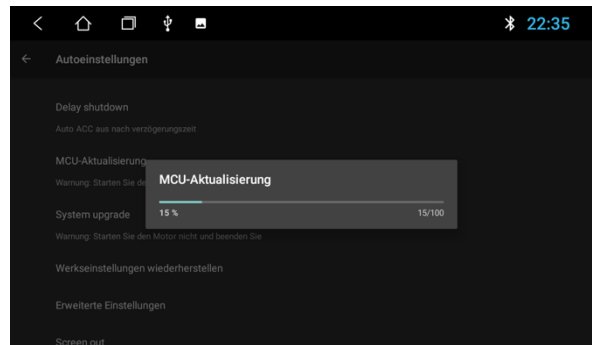 22:35
Autoeinstellungen
Delay shutdown
Auto ACC aus nach verzögerungszeit
MCU-Aktualisierung
Warnung: Starten Sie de
MCU-Aktualisierung
15 %
15/100
System upgrade
Warnung: Starten Sie den Motor nicht und beenden Sie
Werkseinstellungen wiederherstellen
Erweiterte Einstellungen
Screen out